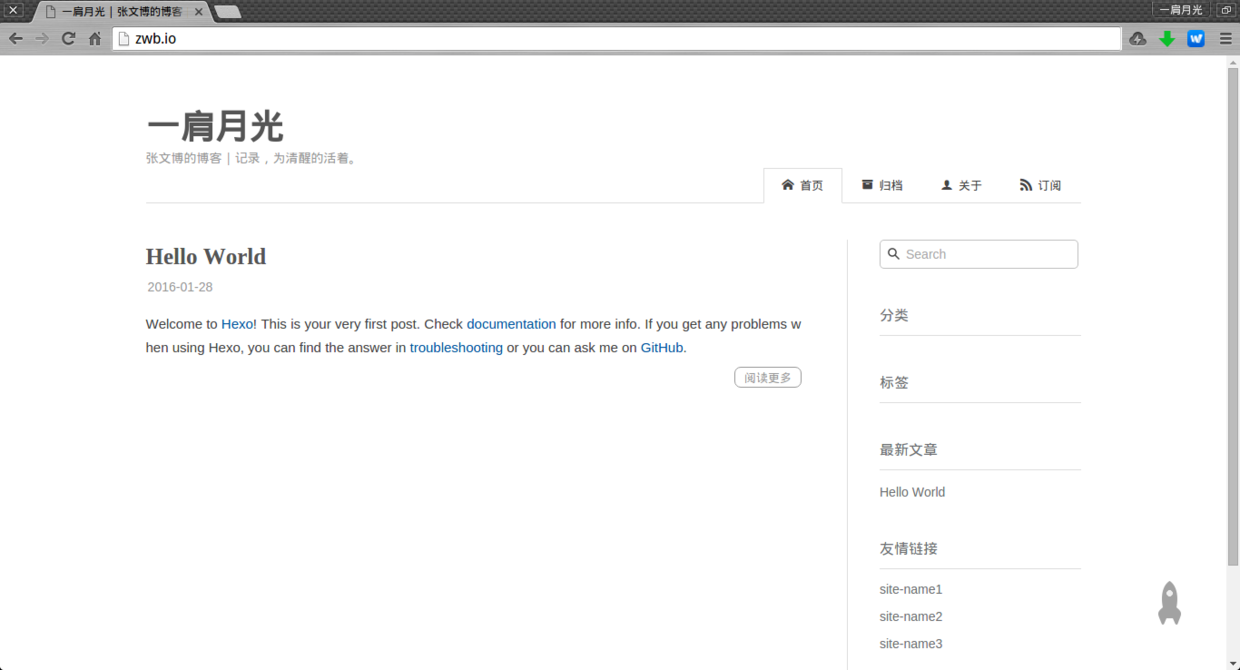 一肩月光 | 张文博的博客
一肩月光
zwb.io
一肩月光
张文博的博客 | 记录，为清醒的活着。
首页 归档 关于 订阅
Hello World
2016-01-28
Welcome to Hexo! This is your very first post. Check documentation for more info. If you get any problems w
hen using Hexo, you can find the answer in troubleshooting or you can ask me on GitHub.
阅读更多
Search
分类
标签
最新文章
Hello World
友情链接
site-name1
site-name2
site-name3